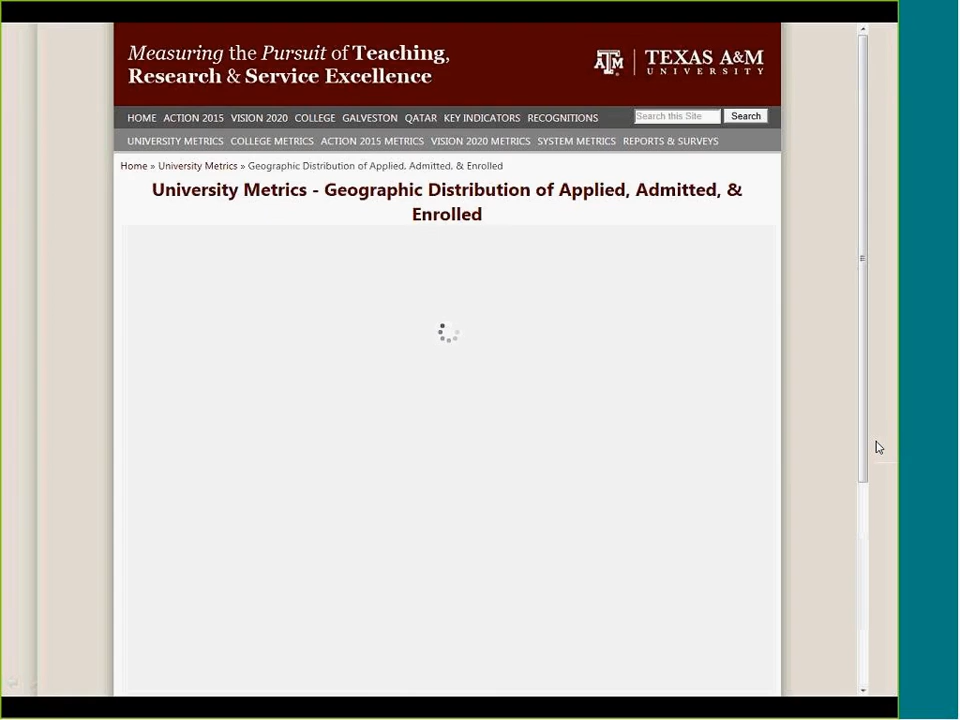 Measuring the Pursuit of Teaching,
Research & Service Excellence
ATM TEXAS A&M
UNIVERSITY
HOME ACTION 2015 VISION 2020 COLLEGE GALVESTON QATAR KEY INDICATORS RECOGNITIONS Search this Site Search
UNIVERSITY METRICS COLLEGE METRICS ACTION 2015 METRICS VISION 2020 METRICS SYSTEM METRICS REPORTS & SURVEYS
Home » University Metrics » Geographic Distribution of Applied, Admitted, & Enrolled
University Metrics - Geographic Distribution of Applied, Admitted, &
Enrolled